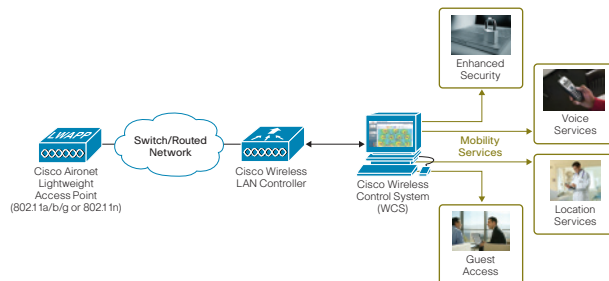 LWAPP
Cisco Aironet
Lightweight
Access Point
(802.11a/b/g or 802.11n)
Switch/Routed
Network
Cisco Wireless
LAN Controller
Cisco Wireless
Control System
(WCS)
Enhanced
Security
Mobility
Services
Voice
Services
Location
Services
Guest
Access